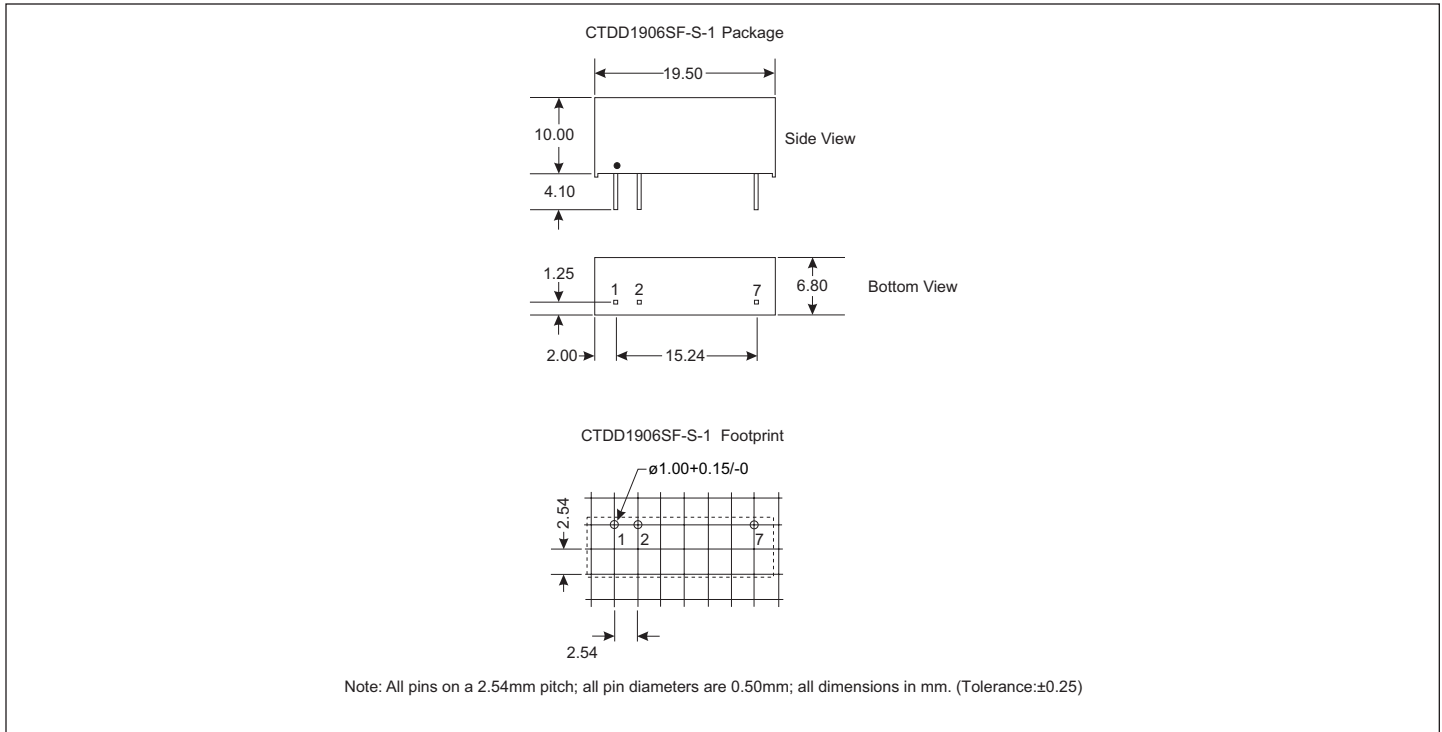 CTDD1906SF-S-1 Package
19.50
10.00
Side View
4.10
1.25
1 2 7
6.80
Bottom View
2.00
15.24
CTDD1906SF-S-1 Footprint
ø1.00+0.15/-0
2.54
1 2 7
2.54
Note: All pins on a 2.54mm pitch; all pin diameters are 0.50mm; all dimensions in mm. (Tolerance:±0.25)